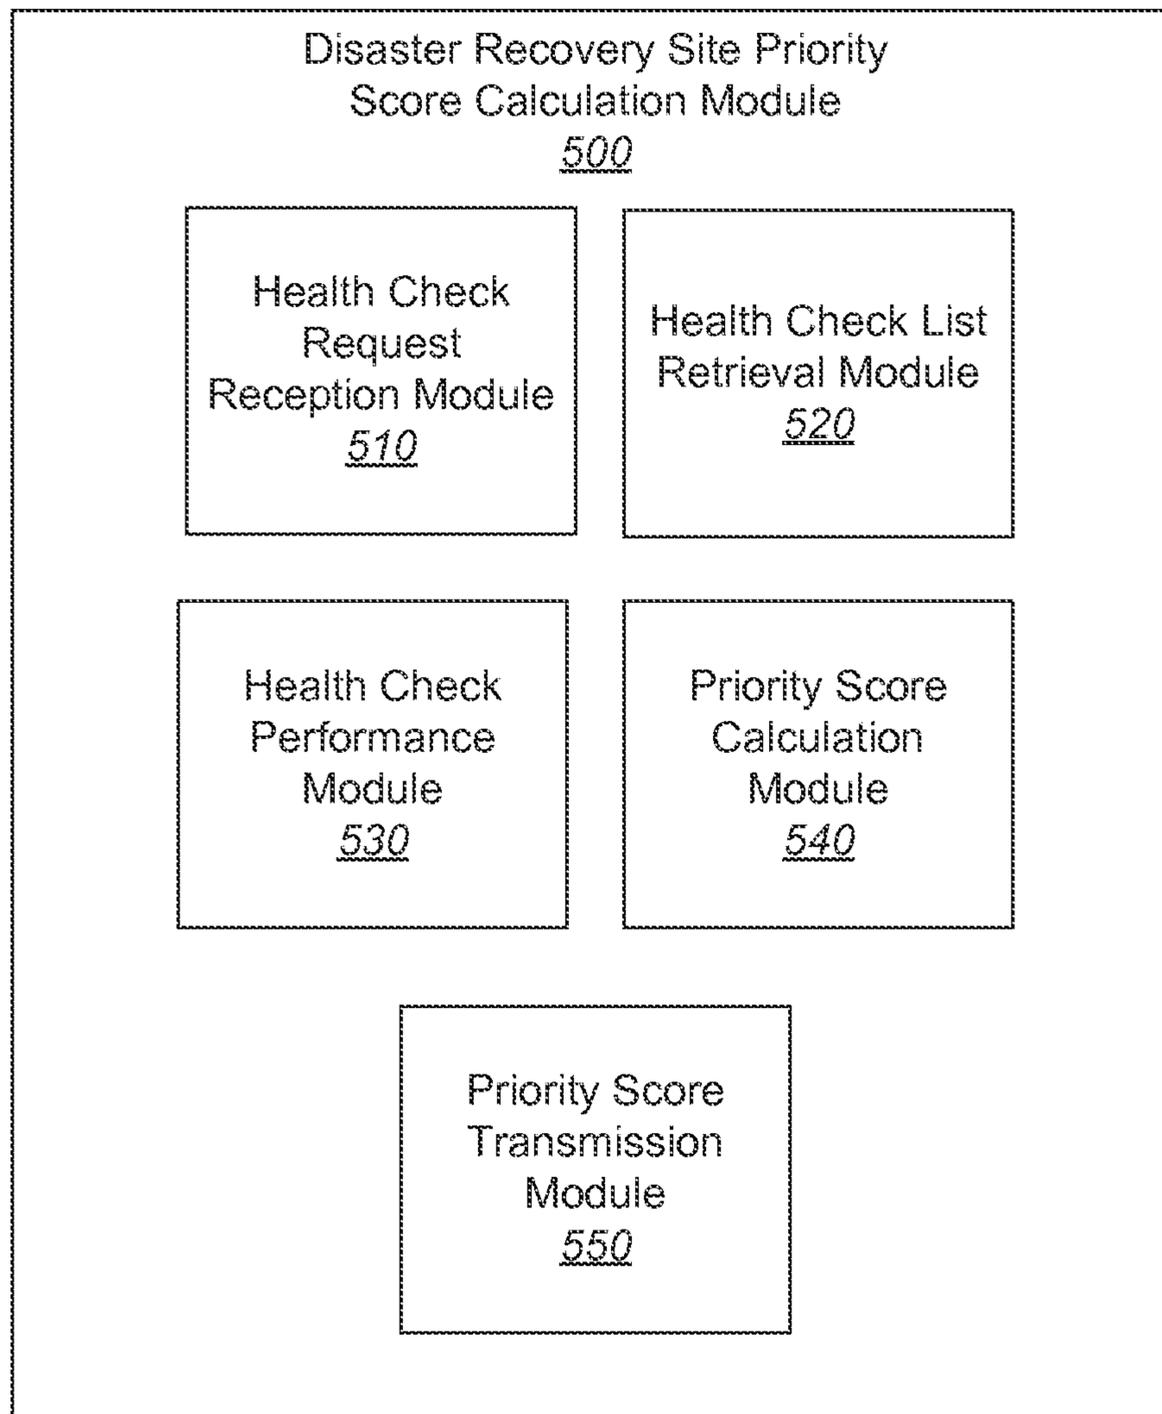 Disaster Recovery Site Priority
Score Calculation Module
500
Health Check
Request
Reception Module
510
Health Check List
Retrieval Module
520
Health Check
Performance
Module
530
Priority Score
Calculation
Module
540
Priority Score
Transmission
Module
550